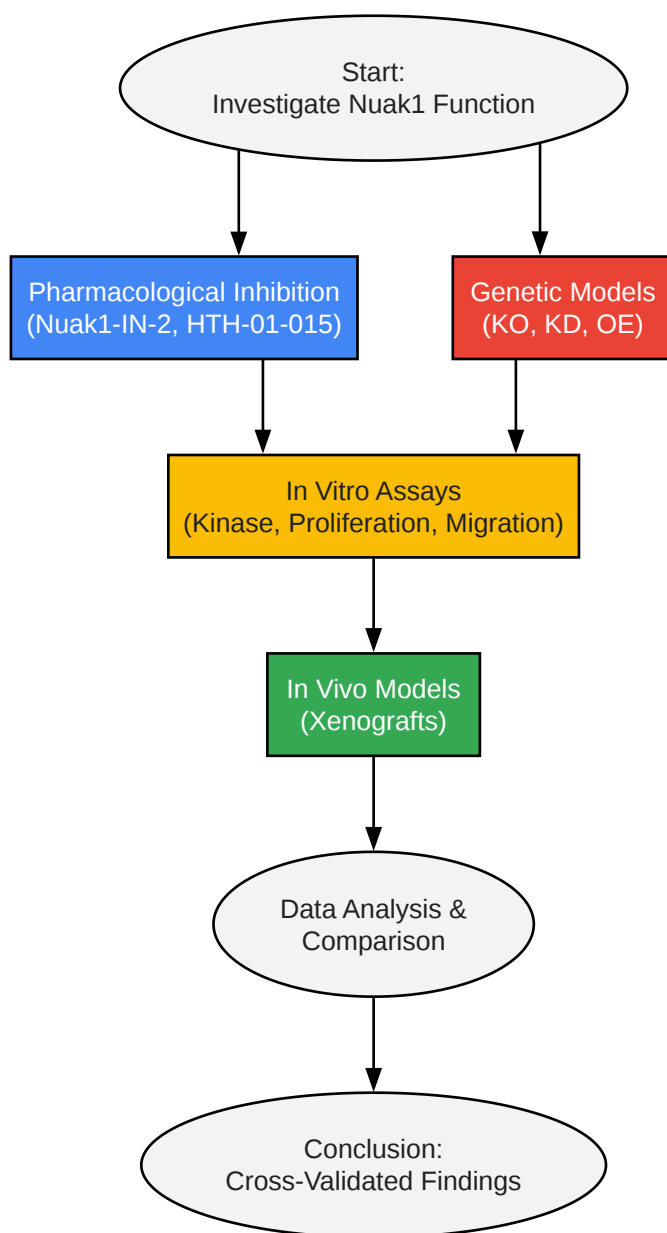 Start:
Investigate Nuak1 Function
Pharmacological Inhibition
(Nuak1-IN-2, HTH-01-015)
Genetic Models
(KO, KD, OE)
In Vitro Assays
(Kinase, Proliferation, Migration)
In Vivo Models
(Xenografts)
Data Analysis &
Comparison
Conclusion:
Cross-Validated Findings